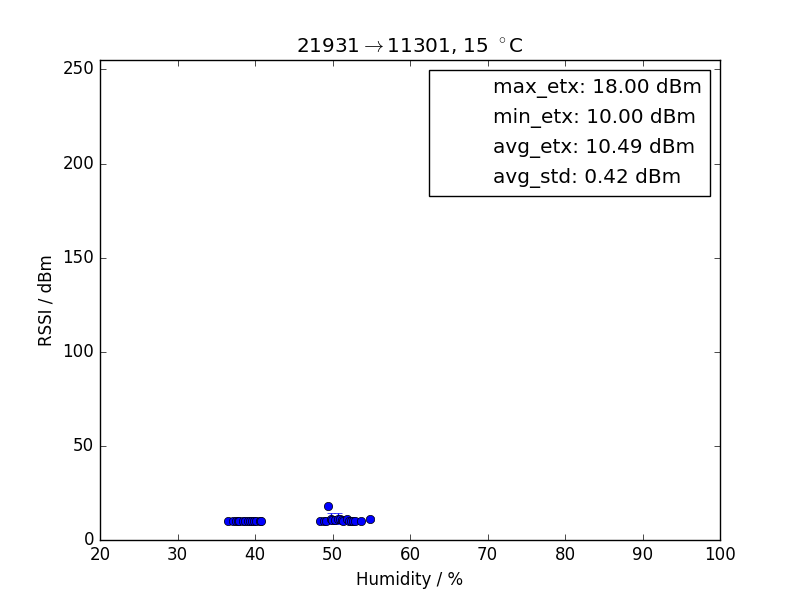 21931→11301, 15 °C
max_etx: 18.00 dBm
min_etx: 10.00 dBm
avg_etx: 10.49 dBm
avg_std: 0.42 dBm
RSSI / dBm
250
200
150
100
50
0
20 30 40 50 60 70 80 90 100
Humidity / %